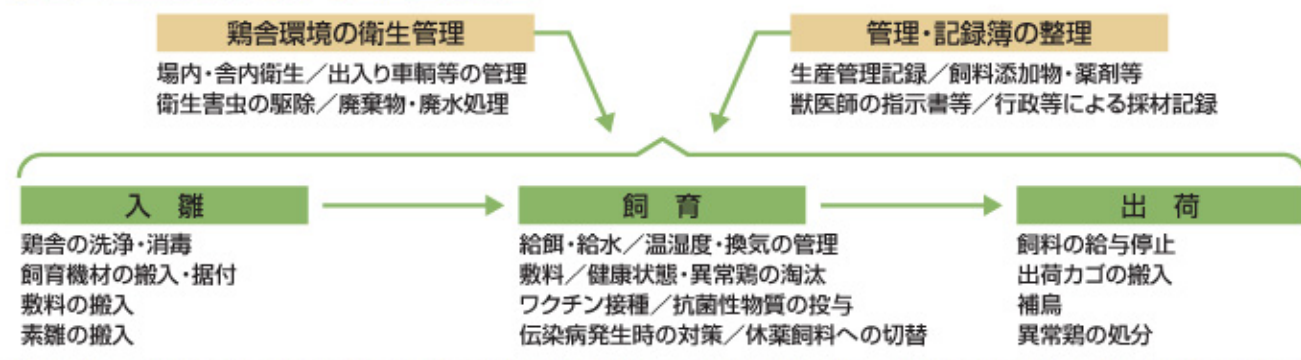 鶏舎環境の衛生管理
場内・舎内衛生／出入り車輌等の管理
衛生害虫の駆除／廃棄物・廃水処理
管理・記録簿の整理
生産管理記録／飼料添加物・薬剤等
獣医師の指示書等／行政等による採材記録
入 雛
鶏舎の洗浄・消毒
飼育機材の搬入・据付
敷料の搬入
素雛の搬入
飼 育
給餌・給水／温湿度・換気の管理
敷料／健康状態・異常鶏の淘汰
ワクチン接種／抗菌性物質の投与
伝染病発生時の対策／休薬飼料への切替
出 荷
飼料の給与停止
出荷カゴの搬入
補鳥
異常鶏の処分